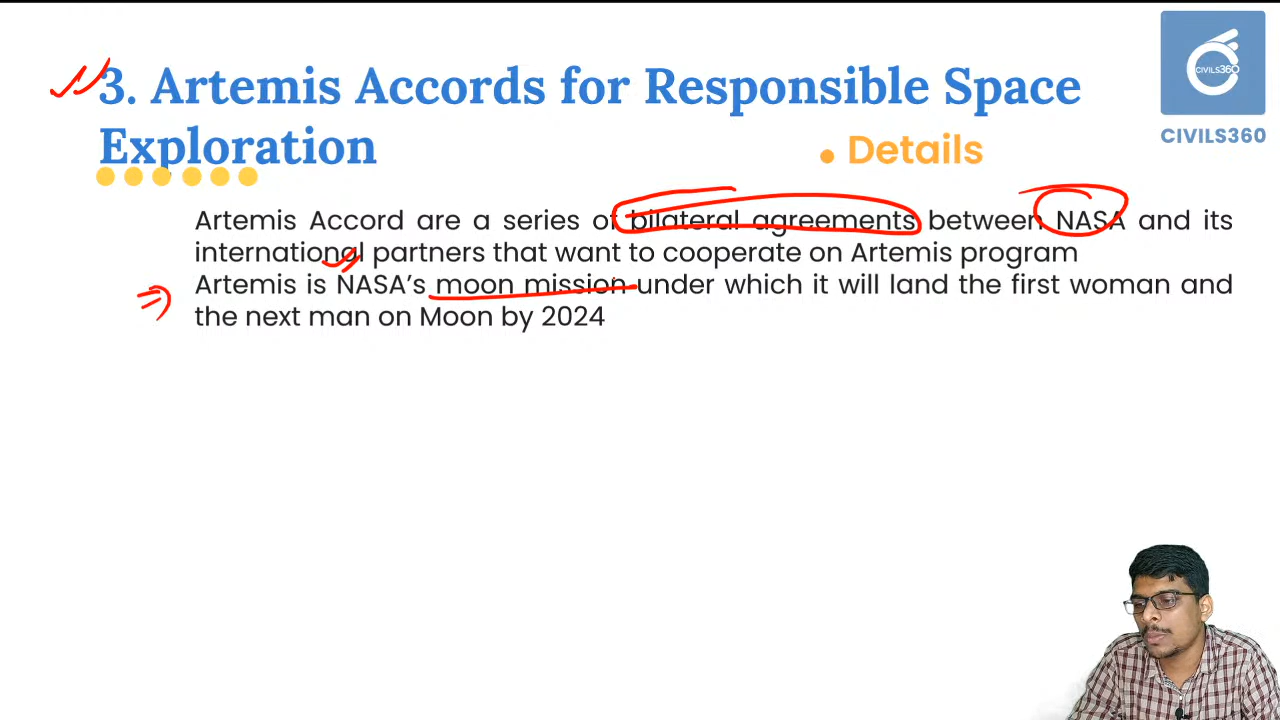 3. Artemis Accords for Responsible Space
Exploration
• Details
CIVILS360
CIVILS360
Artemis Accord are a series of bilateral agreements between NASA and its
international partners that want to cooperate on Artemis program
Artemis is NASA’s moon mission under which it will land the first woman and
the next man on Moon by 2024